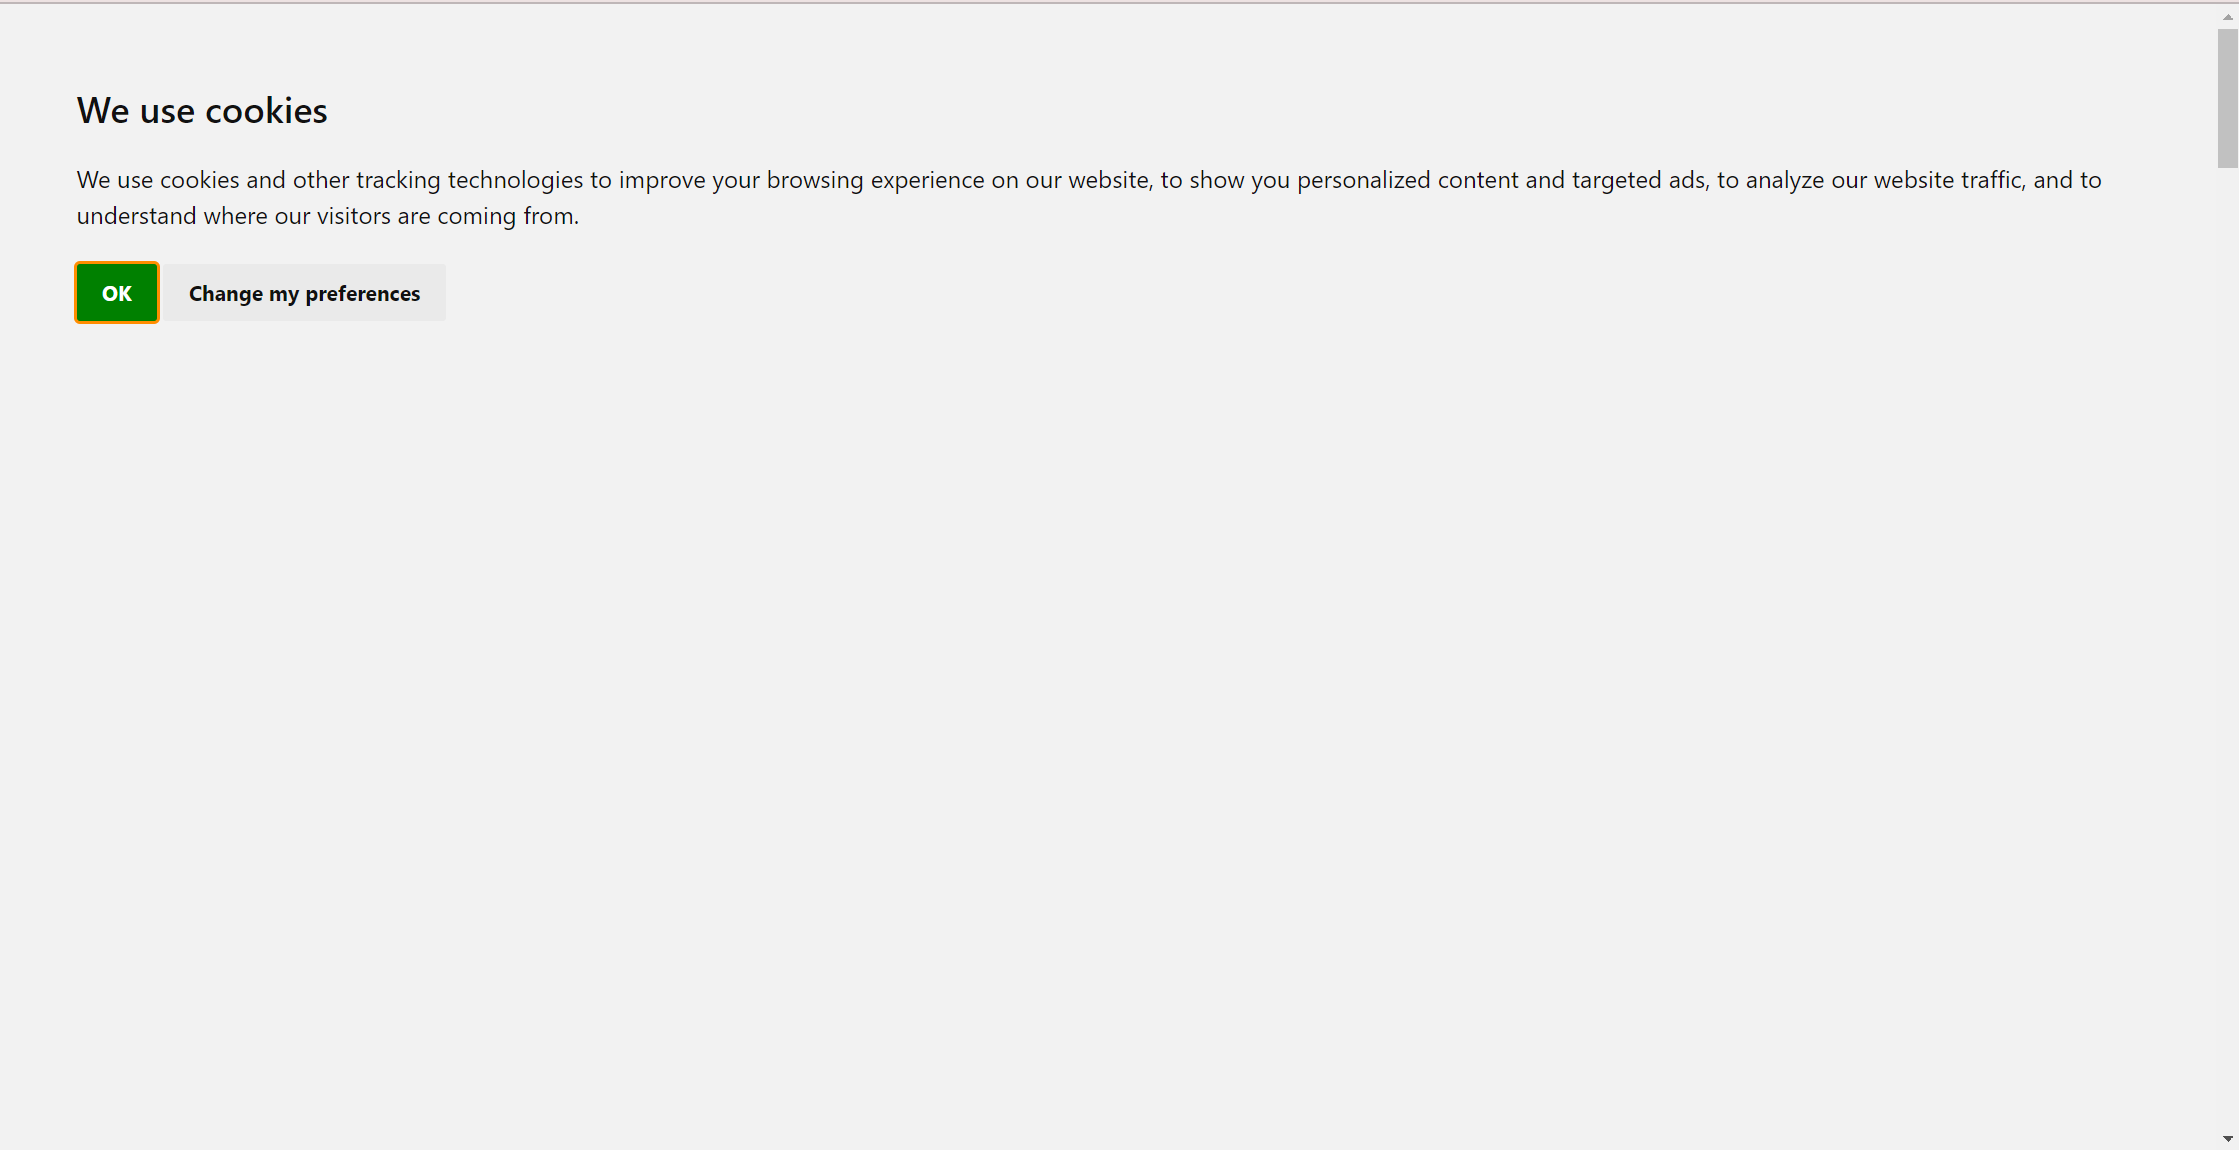 We use cookies
We use cookies and other tracking technologies to improve your browsing experience on our website, to show you personalized content and targeted ads, to analyze our website traffic, and to
understand where our visitors are coming from.
OK
Change my preferences